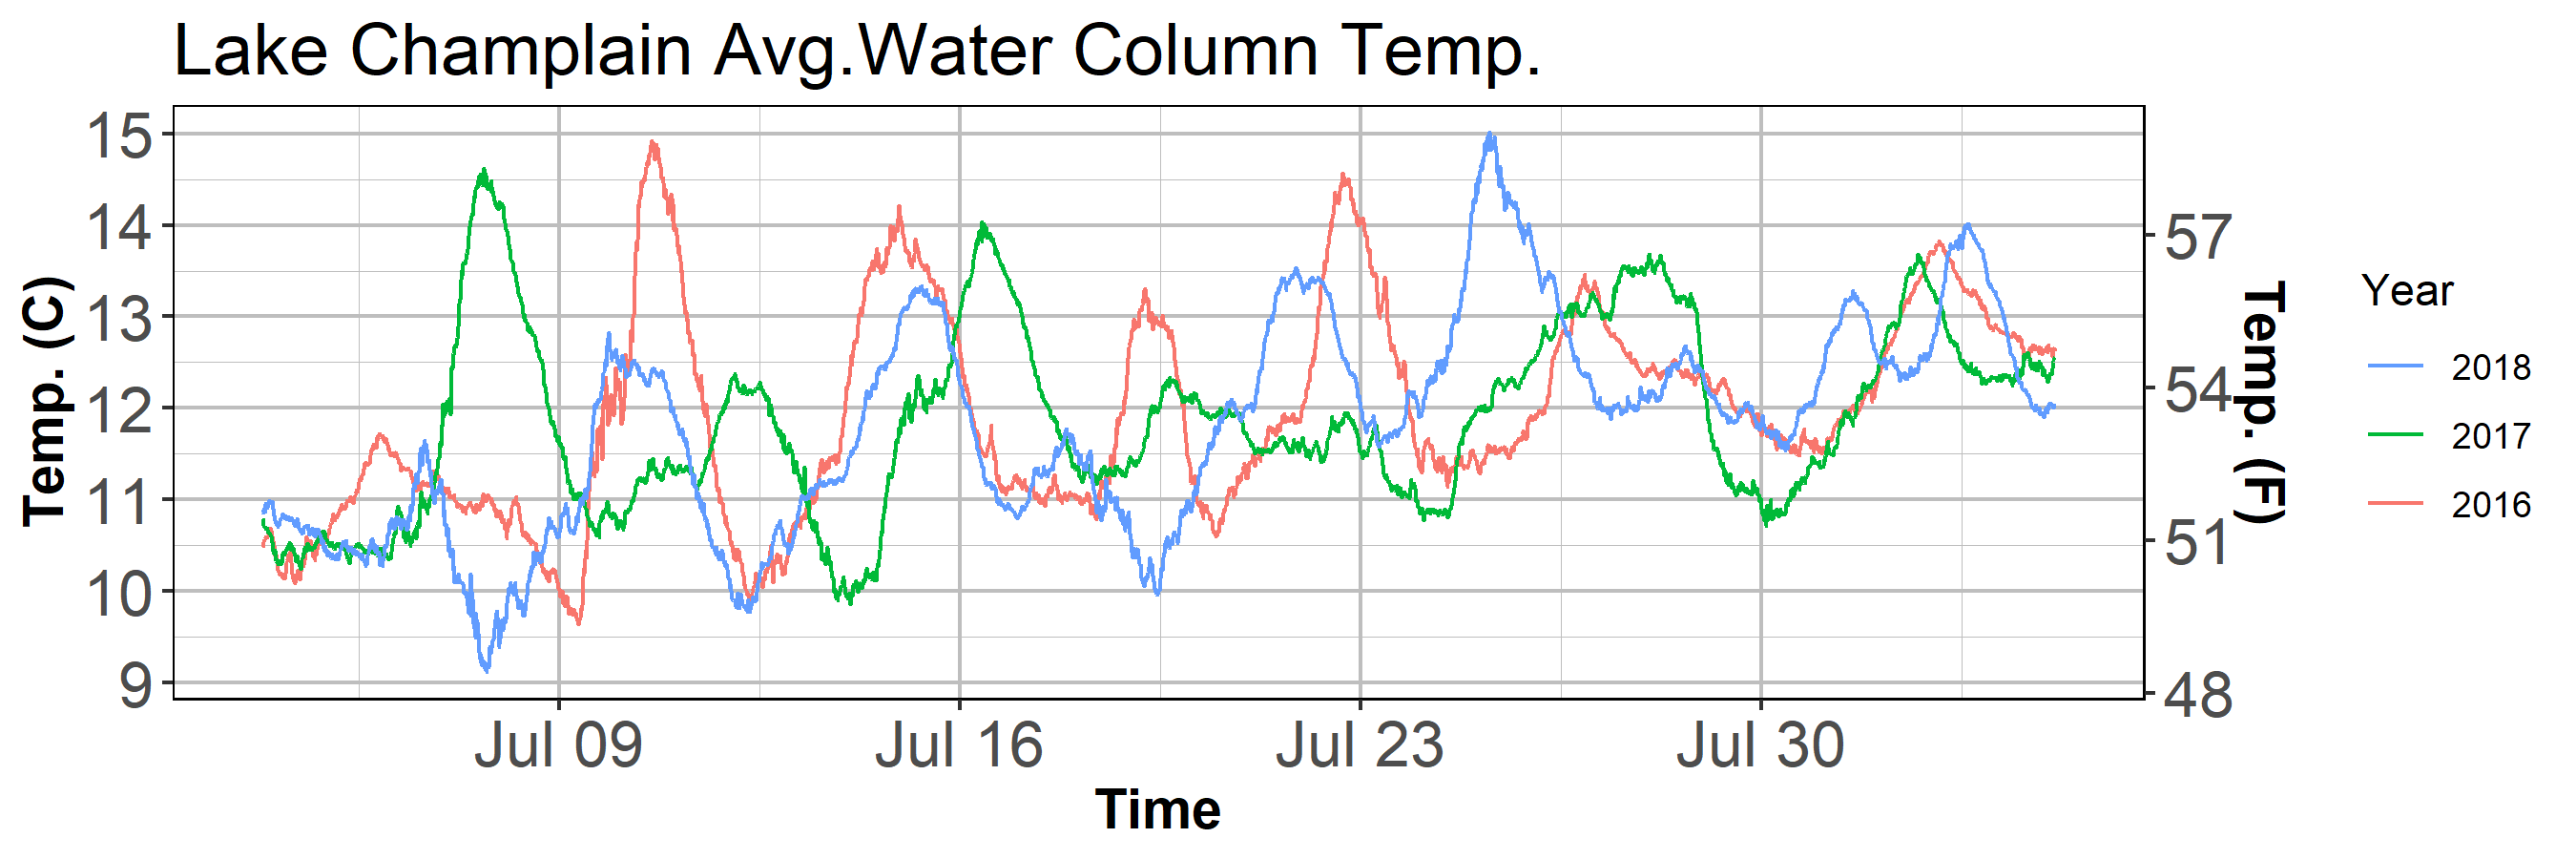 Lake Champlain Avg.Water Column Temp.
Temp. (C)
15
14
13
12
11
10
9
Jul 09
Jul 16
Jul 23
Jul 30
Time
57
54
51
48
Temp. (F)
Year
2018
2017
2016